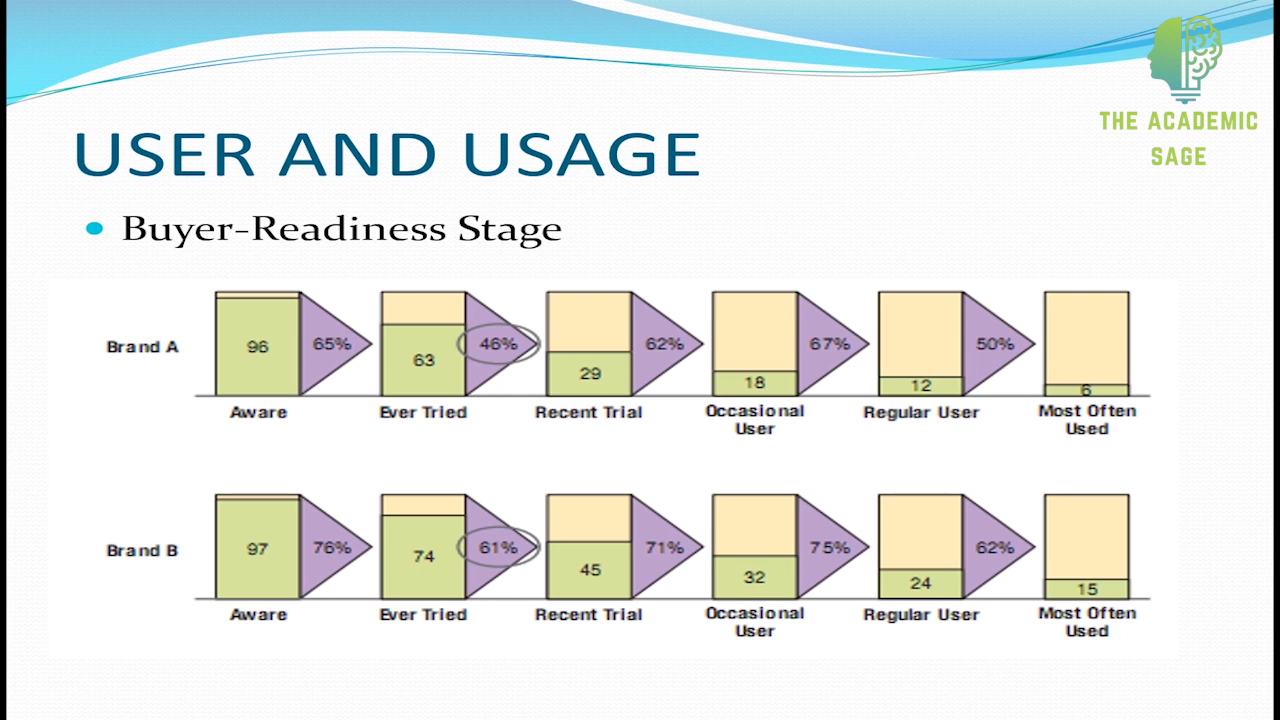 THE ACADEMIC
SAGE
USER AND USAGE
Buyer-Readiness Stage
Brand A
96
65%
63
46%
29
62%
18
67%
12
50%
6
Aware
Ever Tried
Recent Trial
Occasional
User
Regular User
Most Often
Used
Brand B
97
76%
74
61%
45
71%
32
75%
24
62%
15
Aware
Ever Tried
Recent Trial
Occasional
User
Regular User
Most Often
Used